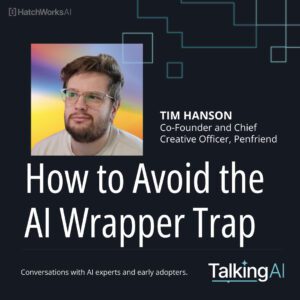 HatchWorksAI
TIM HANSON
Co-Founder and Chief
Creative Officer, Penfriend
How to Avoid the
AI Wrapper Trap
Conversations with AI experts and early adopters.
TalkingAI